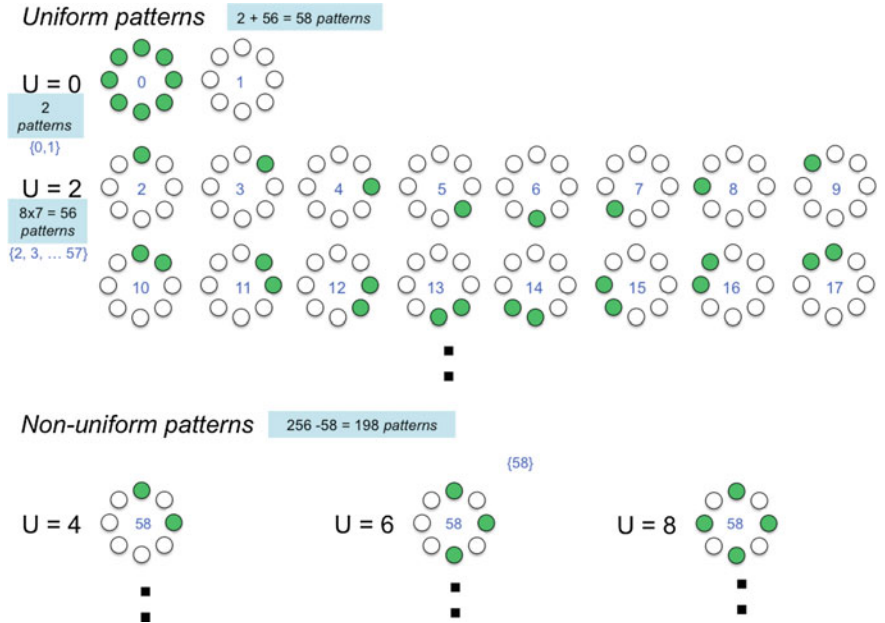 Uniform patterns
2 + 56 = 58 patterns
U = 0
0
1
2
patterns
{0,1}
U = 2
2
3
4
5
6
7
8
9
8x7 = 56
patterns
{2, 3, … 57}
10
11
12
13
14
15
16
17
Non-uniform patterns
256 -58 = 198 patterns
{58}
U = 4
58
U = 6
58
U = 8
58